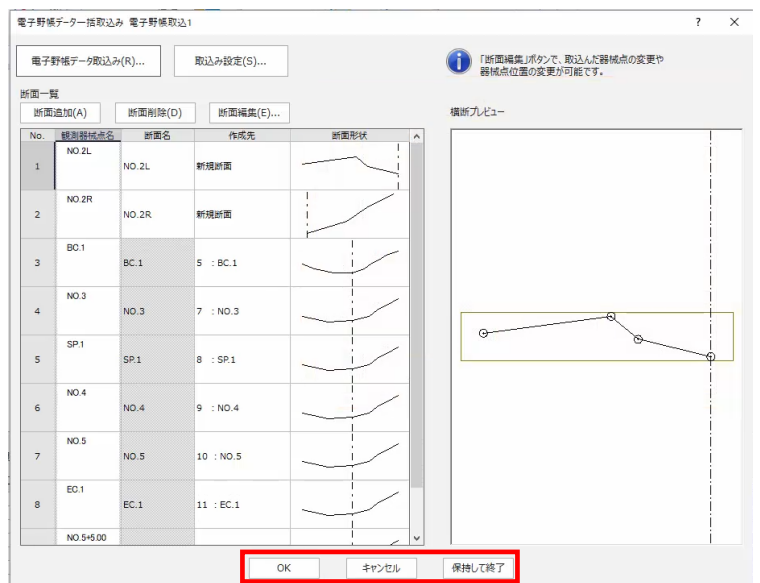 電子野帳データ一括取込み 電子野帳取込1
? ×
電子野帳データ取込み(R)... 取込み設定(S)...
「断面編集」ボタンで、取込んだ器械点の変更や
器械点位置の変更が可能です。
断面一覧
断面追加(A) 断面削除(D) 断面編集(E)...
横断プレビュー
No. 観測器械点名 断面名 作成先 断面形状
1 NO.2L NO.2L 新規断面
2 NO.2R NO.2R 新規断面
3 BC.1 BC.1 5 : BC.1
4 NO.3 NO.3 7 : NO.3
5 SP.1 SP.1 8 : SP.1
6 NO.4 NO.4 9 : NO.4
7 NO.5 NO.5 10 : NO.5
8 EC.1 EC.1 11 : EC.1
NO.5+5.00
OK キャンセル 保持して終了